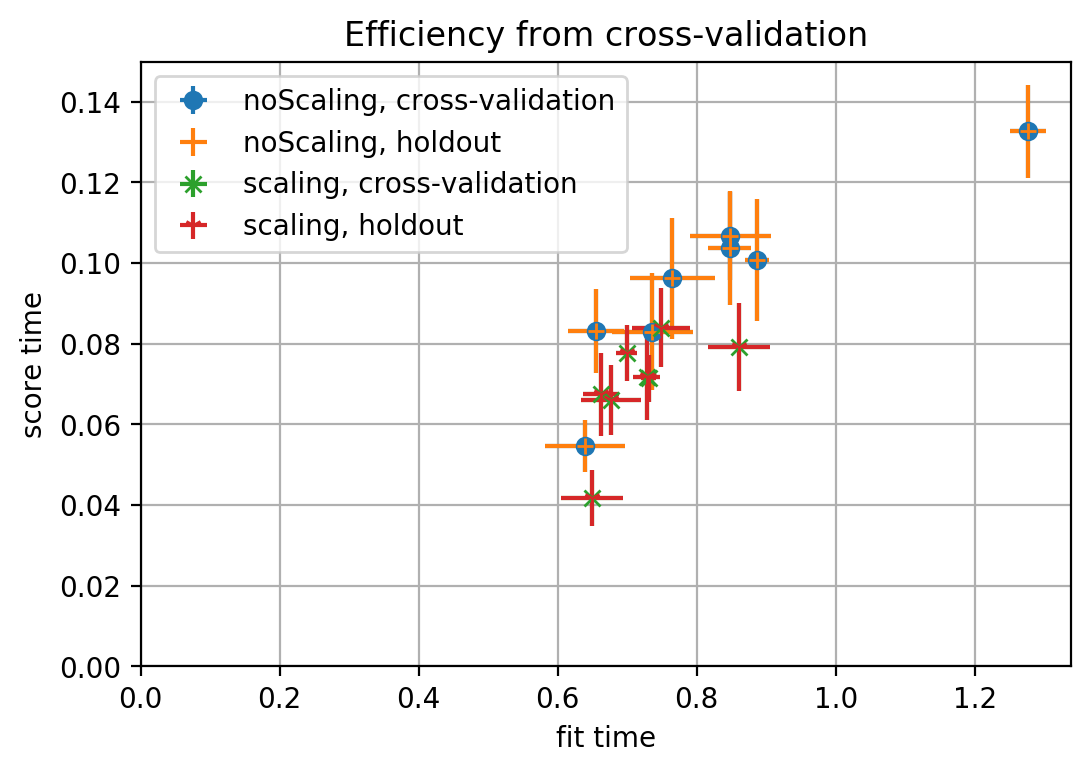 Efficiency from cross-validation
noScaling, cross-validation
noScaling, holdout
scaling, cross-validation
scaling, holdout
score time
0.14
0.12
0.10
0.08
0.06
0.04
0.02
0.00
0.0 0.2 0.4 0.6 0.8 1.0 1.2
fit time